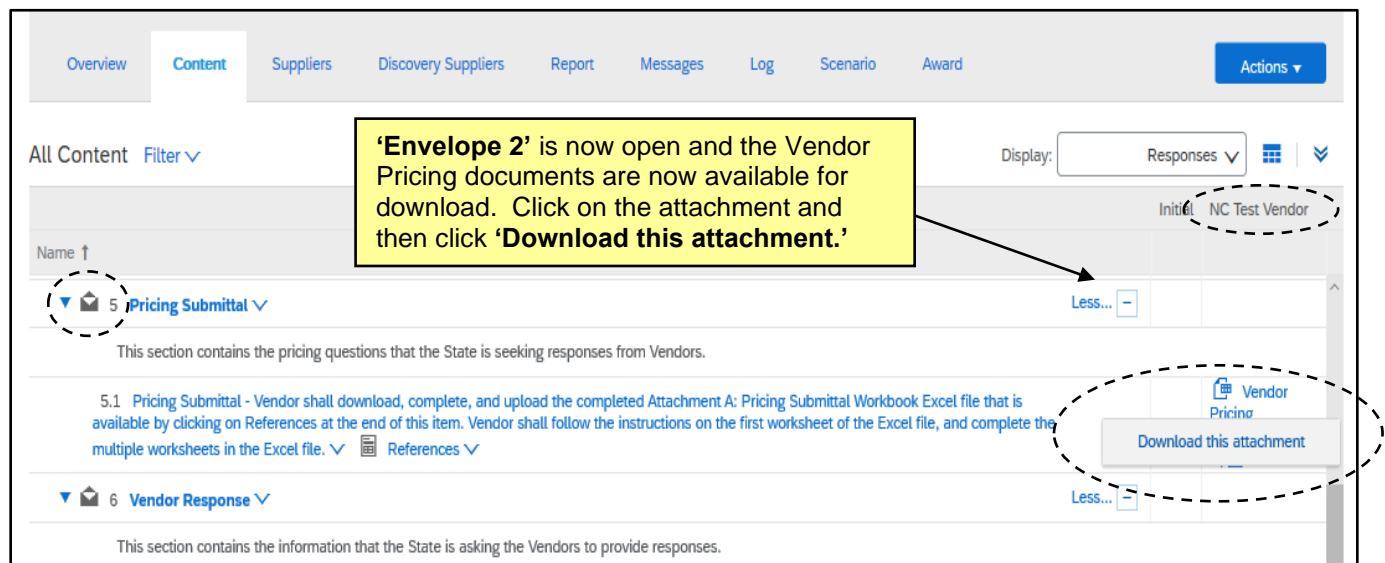 Overview Content Suppliers Discovery Suppliers Report Messages Log Scenario Award Actions ▾
‘Envelope 2’ is now open and the Vendor
Pricing documents are now available for
download. Click on the attachment and
then click ‘Download this attachment.’
All Content Filter
Display: Responses
Initial NC Test Vendor
Name ↑
▼ 5 Pricing Submittal Less... −
This section contains the pricing questions that the State is seeking responses from Vendors.
5.1 Pricing Submittal - Vendor shall download, complete, and upload the completed Attachment A: Pricing Submittal Workbook Excel file that is
available by clicking on References at the end of this item. Vendor shall follow the instructions on the first worksheet of the Excel file, and complete the
multiple worksheets in the Excel file. References
Vendor
Pricing
Download this attachment
▼ 6 Vendor Response Less... −
This section contains the information that the State is asking the Vendors to provide responses.